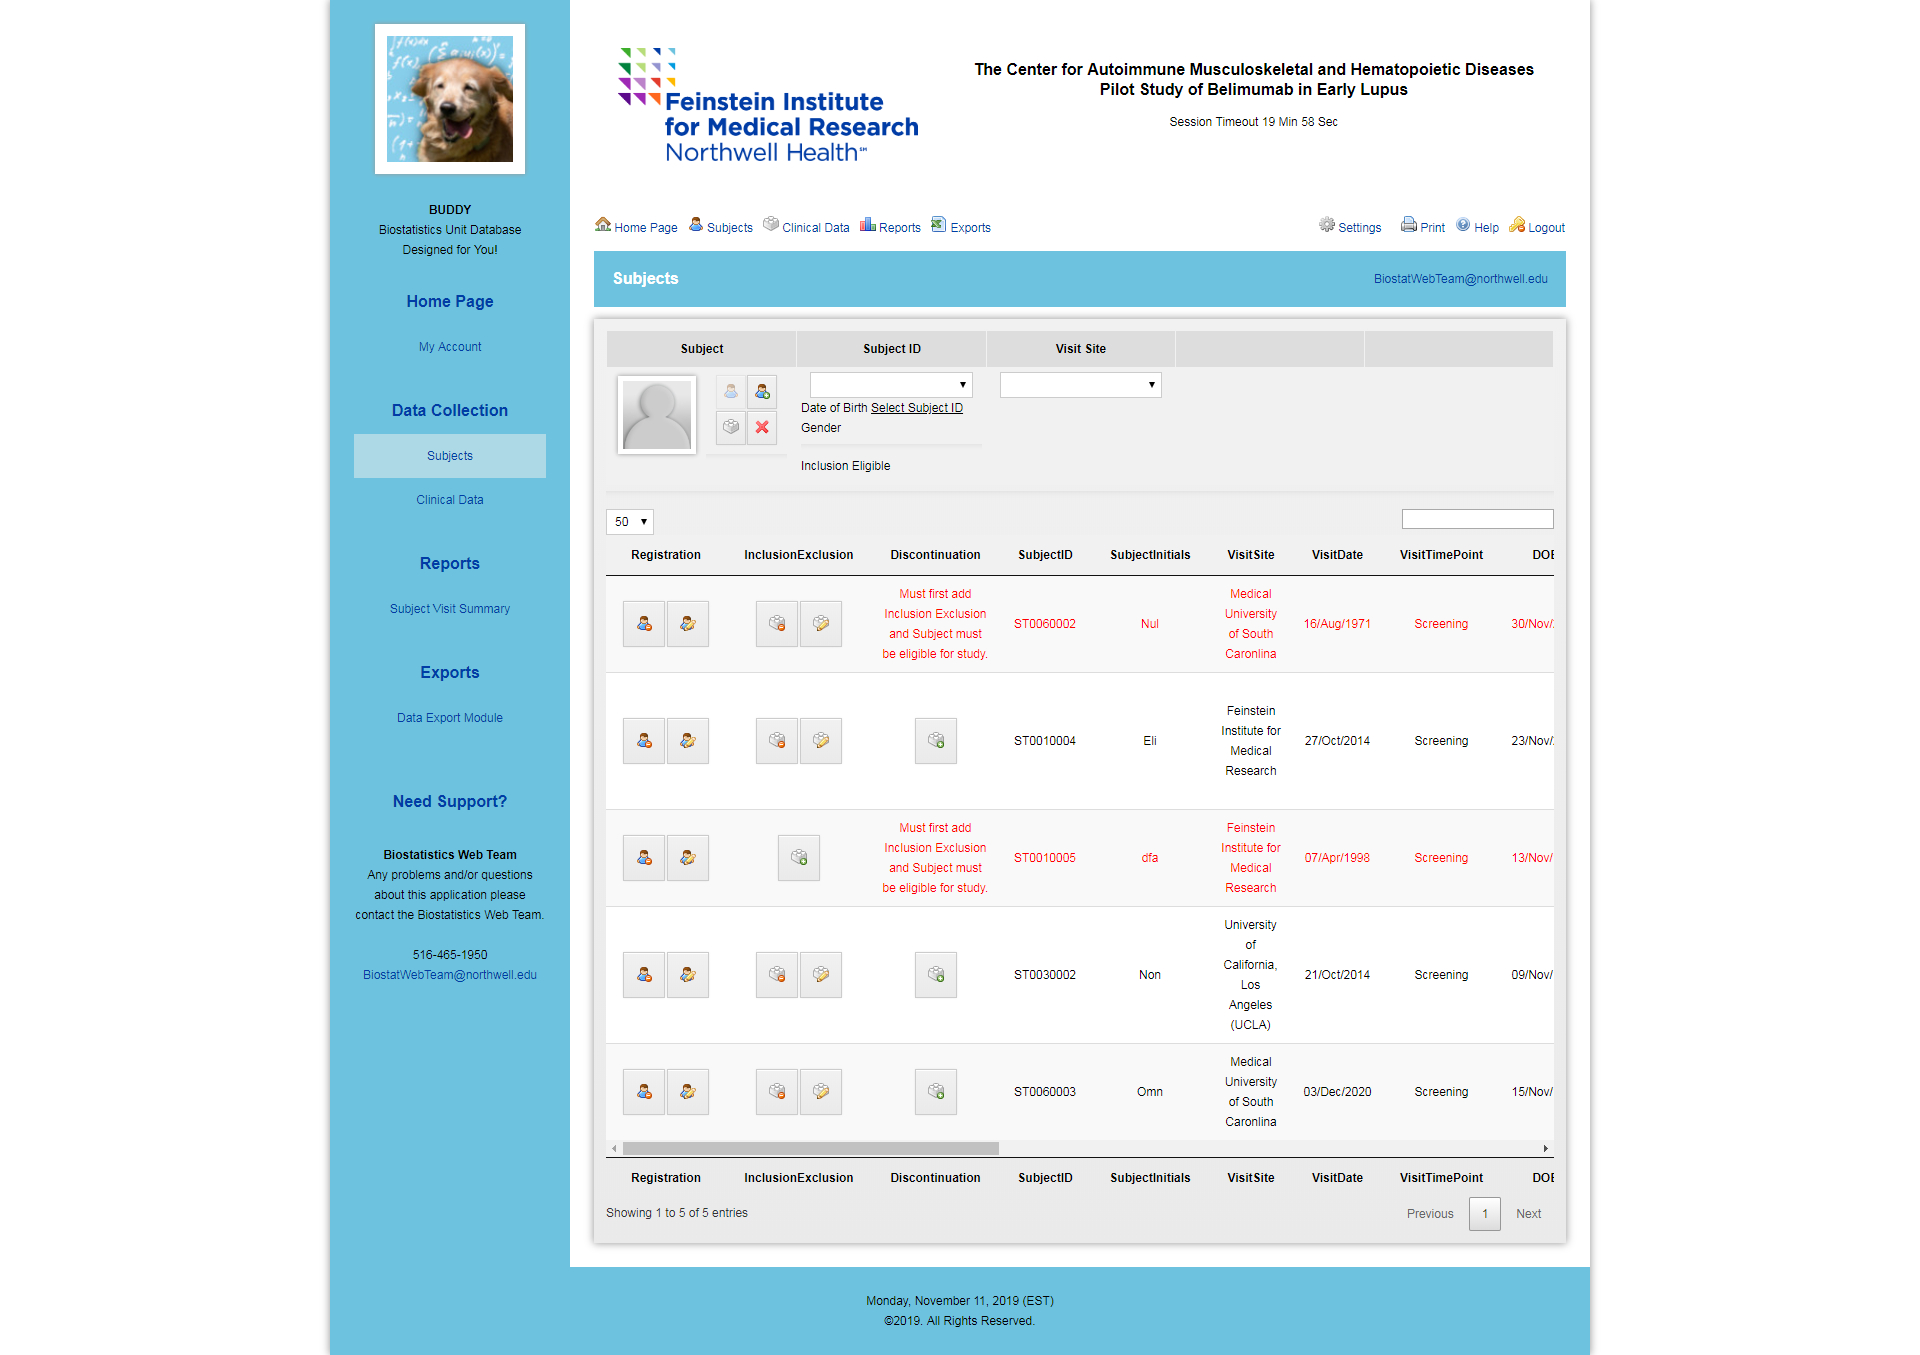 BUDDY
Biostatistics Unit Database
Designed for You!
Home Page
My Account
Data Collection
Subjects
Clinical Data
Reports
Subject Visit Summary
Exports
Data Export Module
Need Support?
Biostatistics Web Team
Any problems and/or questions
about this application please
contact the Biostatistics Web Team.
516-465-1950
BiostatWebTeam@northwell.edu
Feinstein Institute
for Medical Research
Northwell Health℠
The Center for Autoimmune Musculoskeletal and Hematopoietic Diseases
Pilot Study of Belimumab in Early Lupus
Session Timeout 19 Min 58 Sec
Home Page Subjects Clinical Data Reports Exports Settings Print Help Logout
Subjects BiostatWebTeam@northwell.edu
Subject Subject ID Visit Site
Date of Birth Select Subject ID
Gender
Inclusion Eligible
50
Registration InclusionExclusion Discontinuation SubjectID SubjectInitials VisitSite VisitDate VisitTimePoint DOB
Must first add
Inclusion Exclusion
and Subject must
be eligible for study.
ST0060002 Nul
Medical
University
of South
Caronlina
16/Aug/1971 Screening 30/Nov/
ST0010004 Eli
Feinstein
Institute for
Medical
Research
27/Oct/2014 Screening 23/Nov/
Must first add
Inclusion Exclusion
and Subject must
be eligible for study.
ST0010005 dfa
Feinstein
Institute for
Medical
Research
07/Apr/1998 Screening 13/Nov/
ST0030002 Non
University
of
California,
Los
Angeles
(UCLA)
21/Oct/2014 Screening 09/Nov/
ST0060003 Omn
Medical
University
of South
Caronlina
03/Dec/2020 Screening 15/Nov/
Registration InclusionExclusion Discontinuation SubjectID SubjectInitials VisitSite VisitDate VisitTimePoint DOB
Showing 1 to 5 of 5 entries
Previous 1 Next
Monday, November 11, 2019 (EST)
©2019. All Rights Reserved.